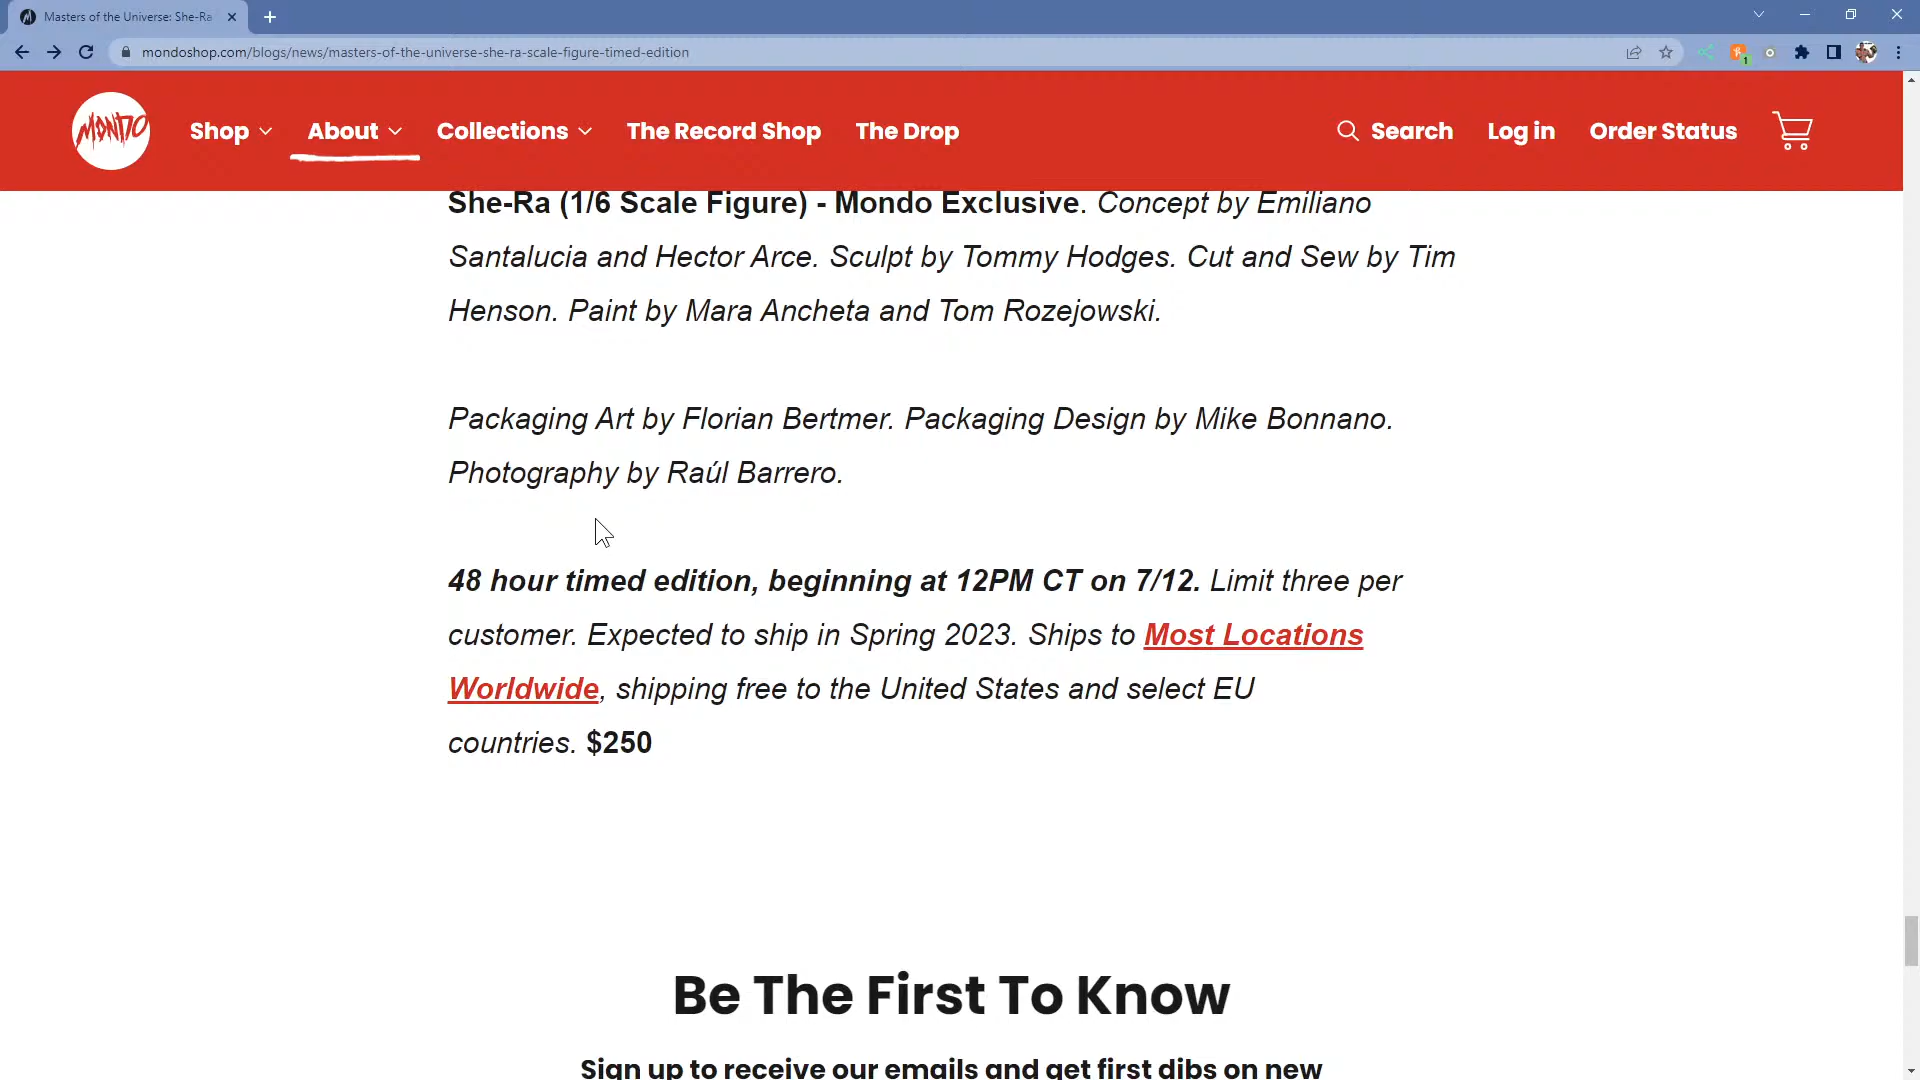 Masters of the Universe: She-Ra
mondoshop.com/blogs/news/masters-of-the-universe-she-ra-scale-figure-timed-edition
1
MONDO
Shop
About
Collections
The Record Shop
The Drop
Search
Log in
Order Status
She-Ra (1/6 Scale Figure) - Mondo Exclusive. Concept by Emiliano
Santalucia and Hector Arce. Sculpt by Tommy Hodges. Cut and Sew by Tim
Henson. Paint by Mara Ancheta and Tom Rozejowski.
Packaging Art by Florian Bertmer. Packaging Design by Mike Bonnano.
Photography by Raúl Barrero.
48 hour timed edition, beginning at 12PM CT on 7/12. Limit three per
customer. Expected to ship in Spring 2023. Ships to Most Locations
Worldwide, shipping free to the United States and select EU
countries. $250
Be The First To Know
Sign up to receive our emails and get first dibs on new